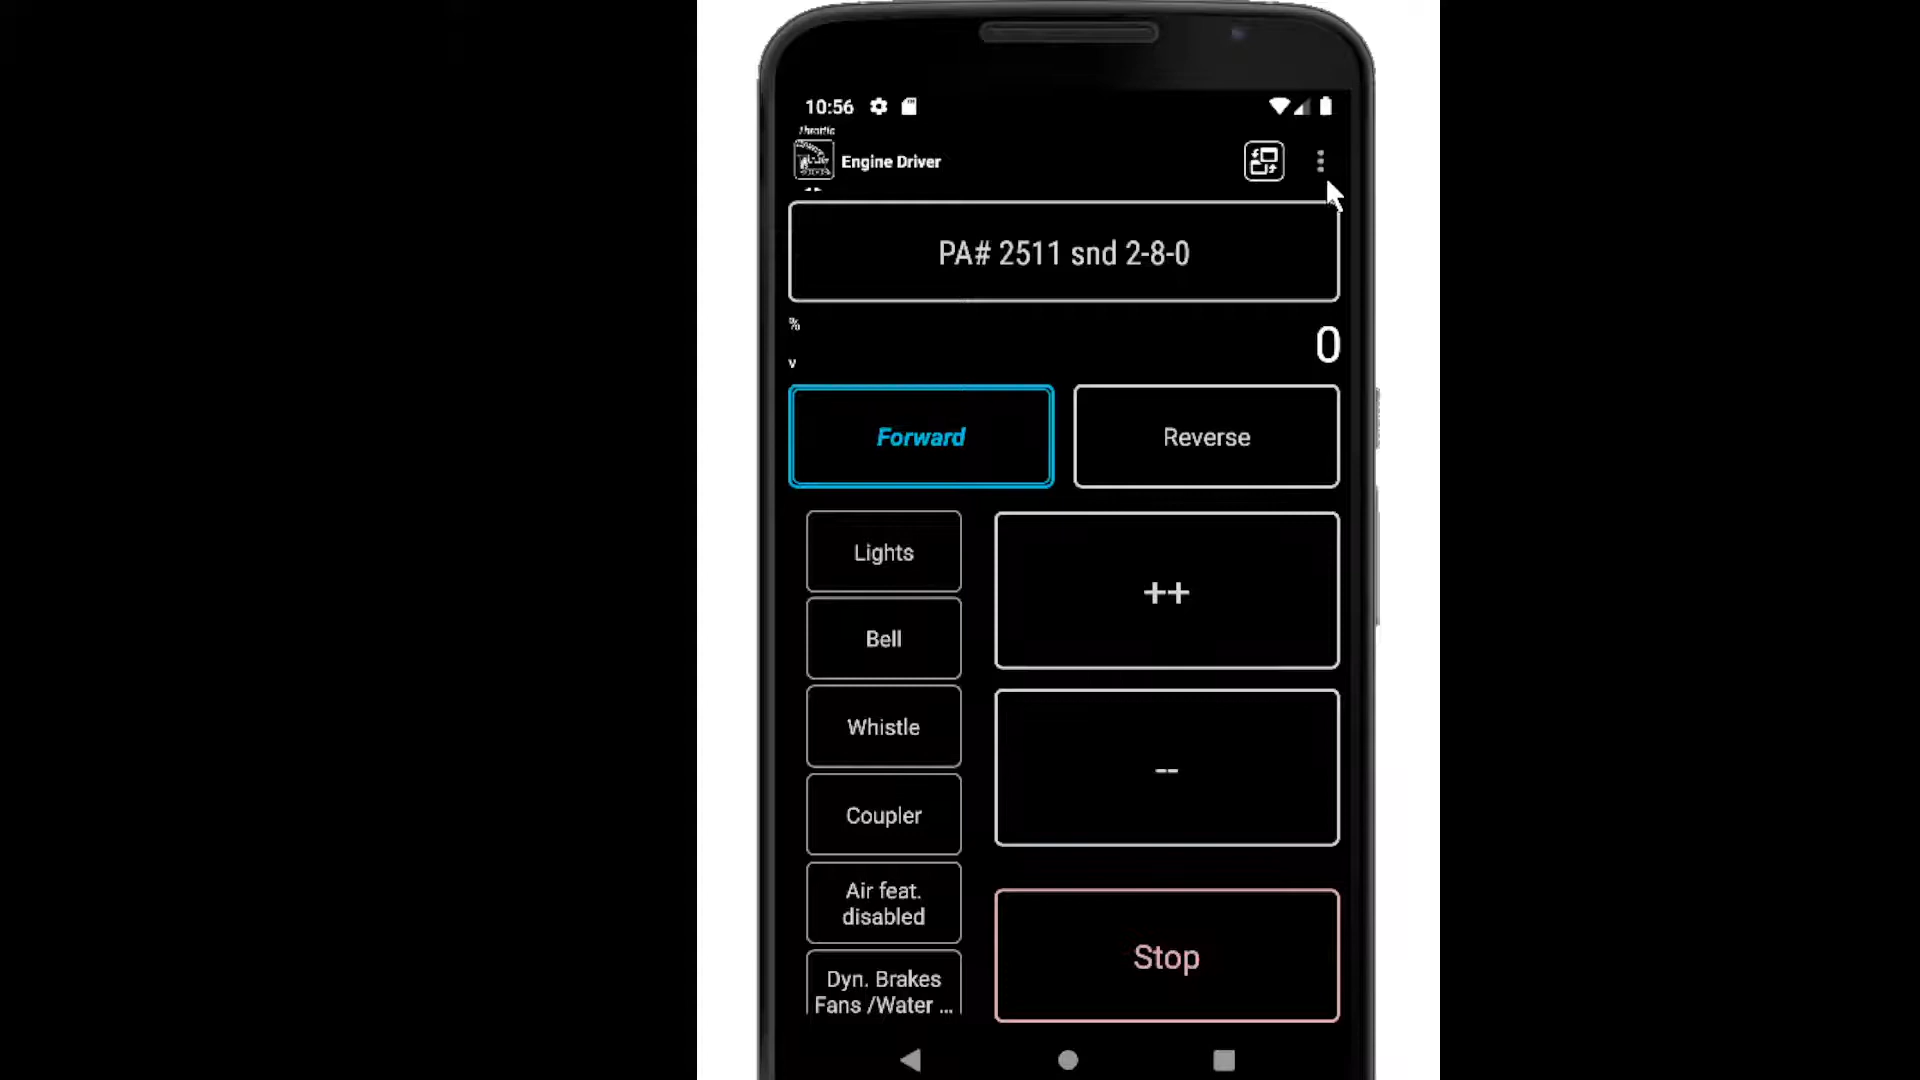 10:56
Throttle
Engine Driver
PA# 2511 snd 2-8-0
%
0
v
Forward
Reverse
Lights
++
Bell
Whistle
--
Coupler
Air feat.
disabled
Stop
Dyn. Brakes
Fans /Water ...